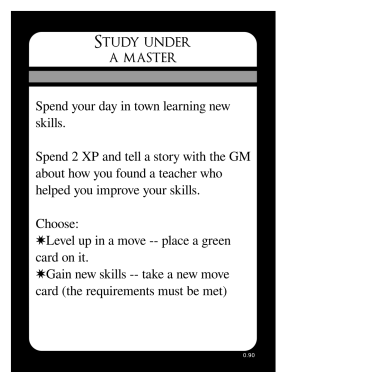 STUDY UNDER
A MASTER
Spend your day in town learning new
skills.
Spend 2 XP and tell a story with the GM
about how you found a teacher who
helped you improve your skills.
Choose:
✷Level up in a move -- place a green
card on it.
✷Gain new skills -- take a new move
card (the requirements must be met)
0.90